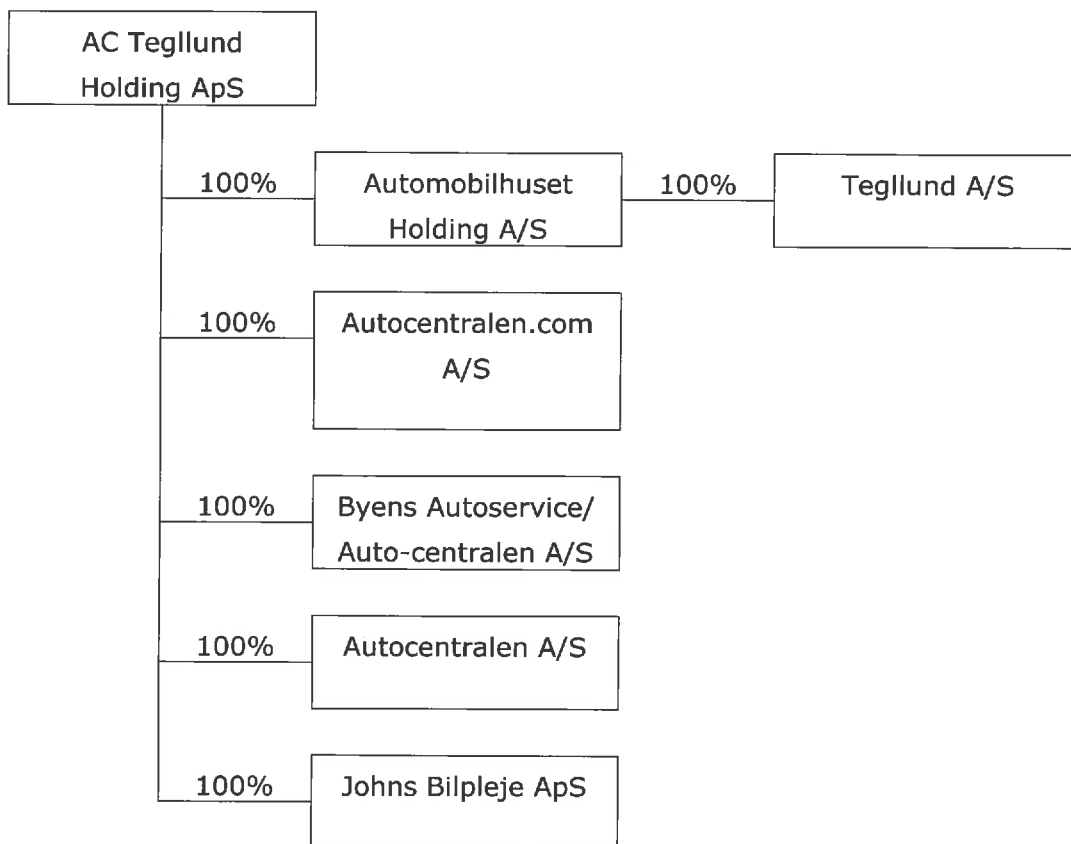 AC Tegllund
Holding ApS
100%
Automobilhuset
Holding A/S
100%
Tegllund A/S
100%
Autocentralen.com
A/S
100%
Byens Autoservice/
Auto-centralen A/S
100%
Autocentralen A/S
100%
Johns Bilpleje ApS